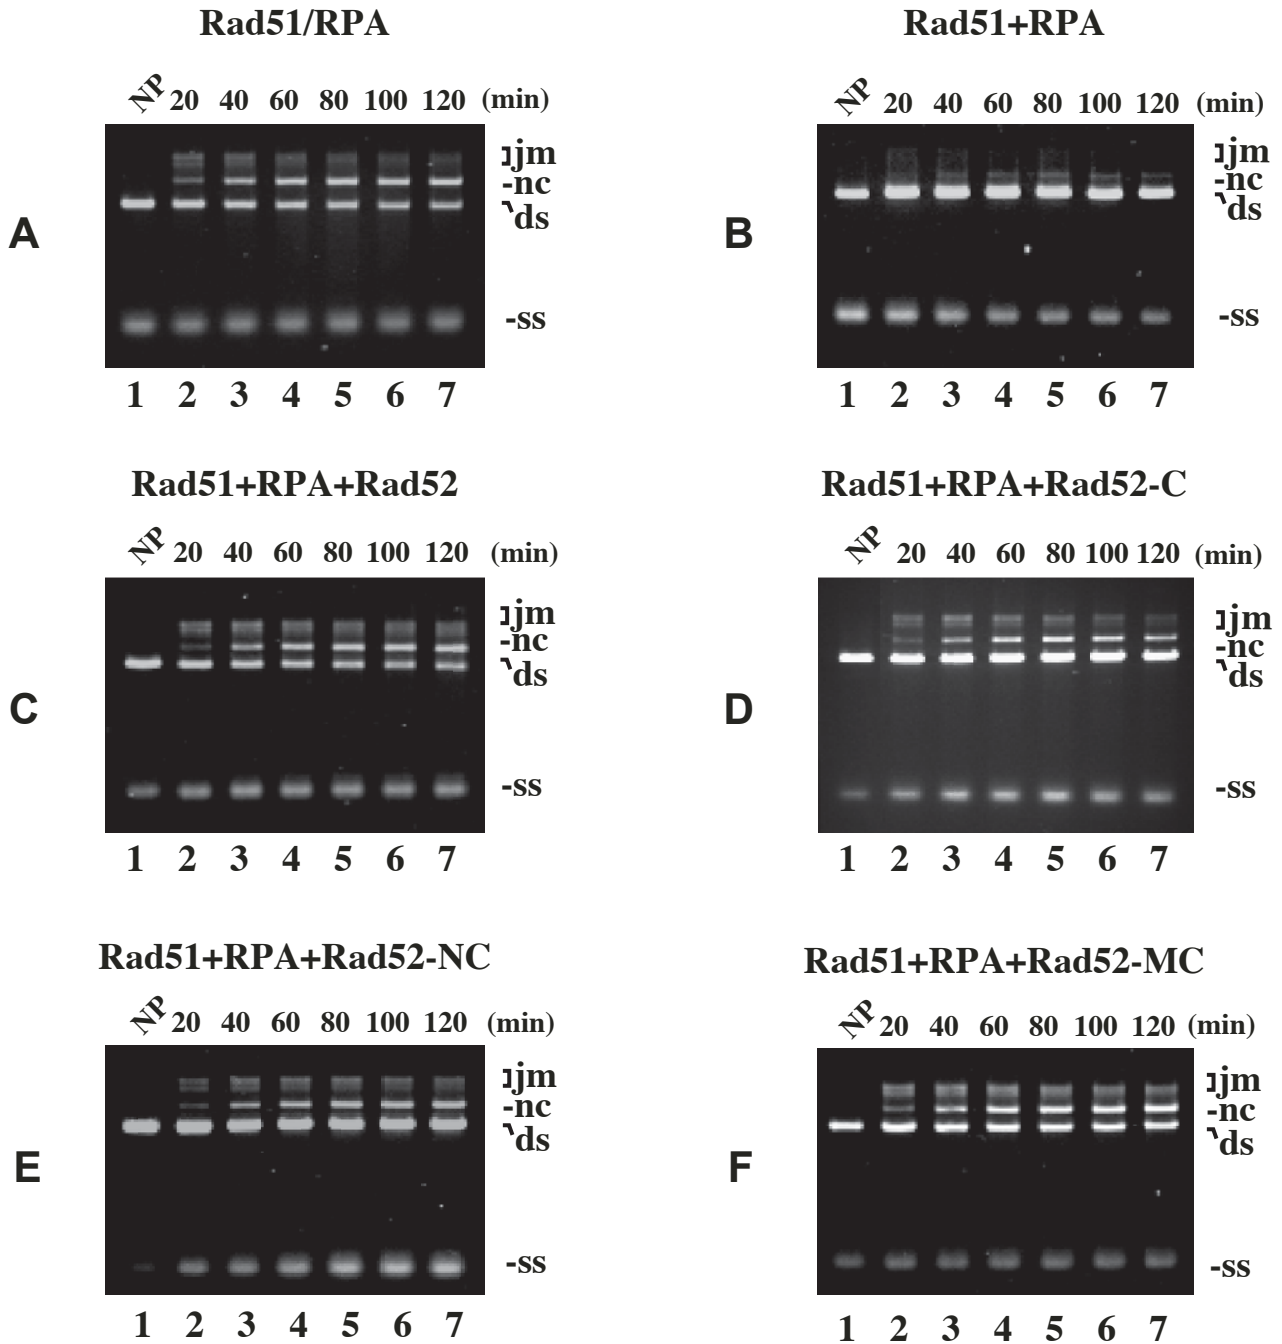 Rad51/RPA
NP 20 40 60 80 100 120 (min)
A
]jm
-nc
ds
-ss
1 2 3 4 5 6 7
Rad51+RPA
NP 20 40 60 80 100 120 (min)
B
]jm
-nc
ds
-ss
1 2 3 4 5 6 7
Rad51+RPA+Rad52
NP 20 40 60 80 100 120 (min)
C
]jm
-nc
ds
-ss
1 2 3 4 5 6 7
Rad51+RPA+Rad52-C
NP 20 40 60 80 100 120 (min)
D
]jm
-nc
ds
-ss
1 2 3 4 5 6 7
Rad51+RPA+Rad52-NC
NP 20 40 60 80 100 120 (min)
E
]jm
-nc
ds
-ss
1 2 3 4 5 6 7
Rad51+RPA+Rad52-MC
NP 20 40 60 80 100 120 (min)
F
]jm
-nc
ds
-ss
1 2 3 4 5 6 7